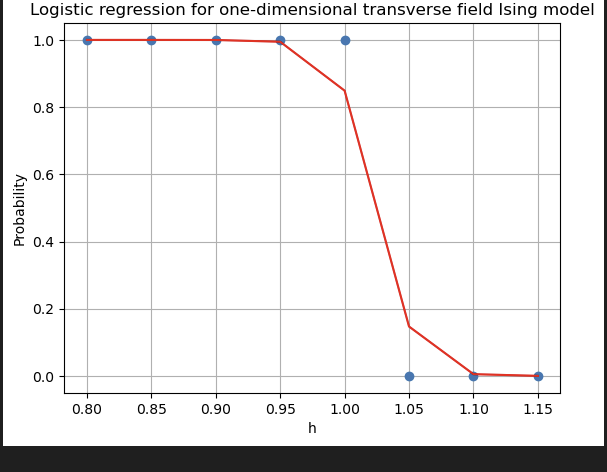 Logistic regression for one-dimensional transverse field Ising model
1.0
0.8
0.6
0.4
0.2
0.0
Probability
0.80 0.85 0.90 0.95 1.00 1.05 1.10 1.15
h